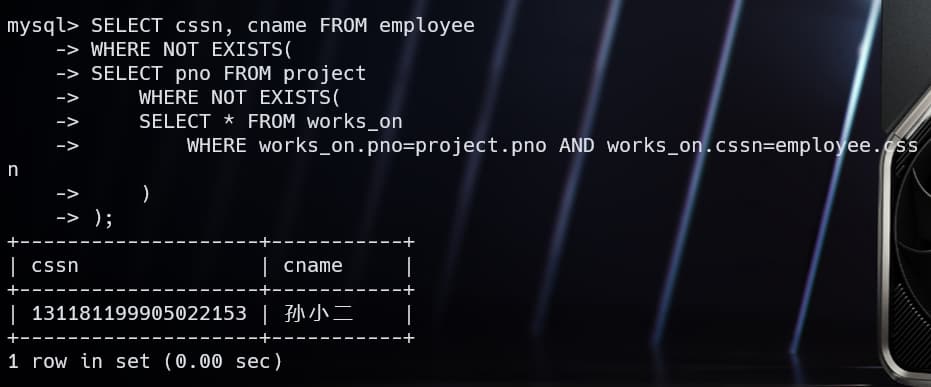 mysql> SELECT cssn, cname FROM employee
    -> WHERE NOT EXISTS(
    -> SELECT pno FROM project
    ->     WHERE NOT EXISTS(
    ->     SELECT * FROM works_on
    ->         WHERE works_on.pno=project.pno AND works_on.cssn=employee.css
n
    ->     )
    -> );
+--------------------+-----------+
| cssn               | cname     |
+--------------------+-----------+
| 131181199905022153 | 孙小二    |
+--------------------+-----------+
1 row in set (0.00 sec)